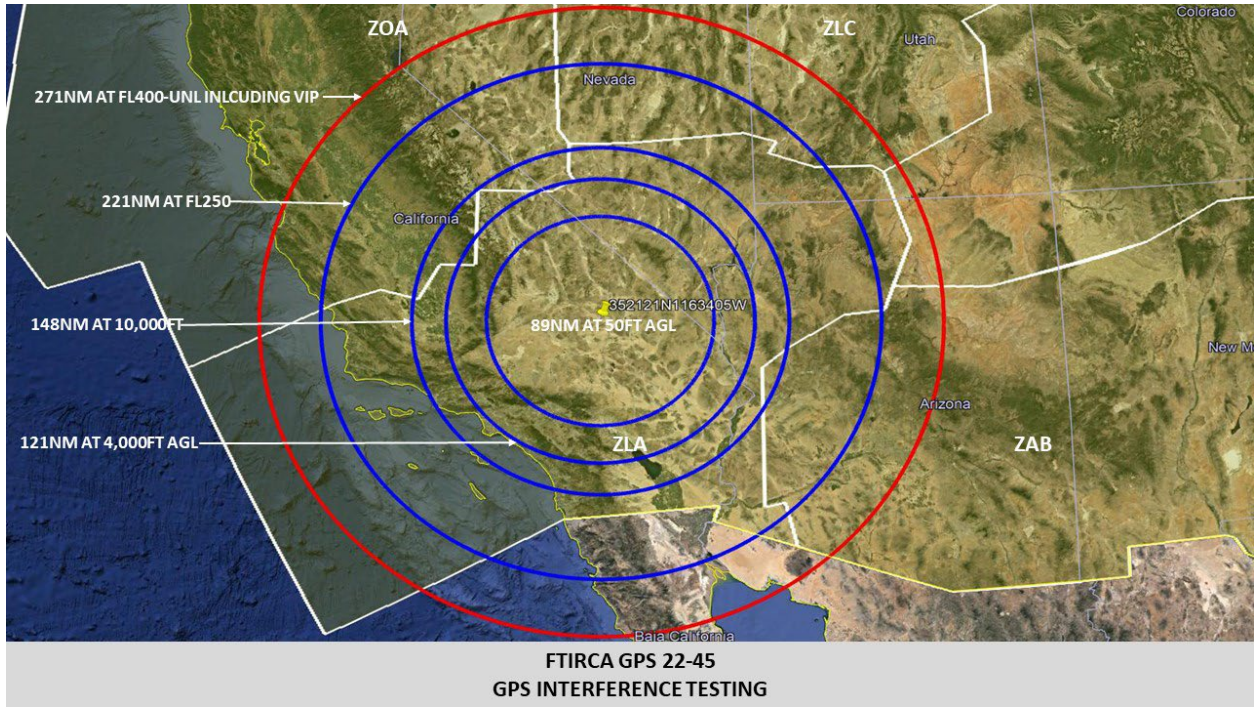 ZOA
ZLC
Colorado
Utah
Nevada
271NM AT FL400-UNL INLCUDING VIP
221NM AT FL250
California
352121N1163405W
148NM AT 10,000FT
89NM AT 50FT AGL
New M
Arizona
121NM AT 4,000FT AGL
ZLA
ZAB
Baja California
FTIRCA GPS 22-45
GPS INTERFERENCE TESTING